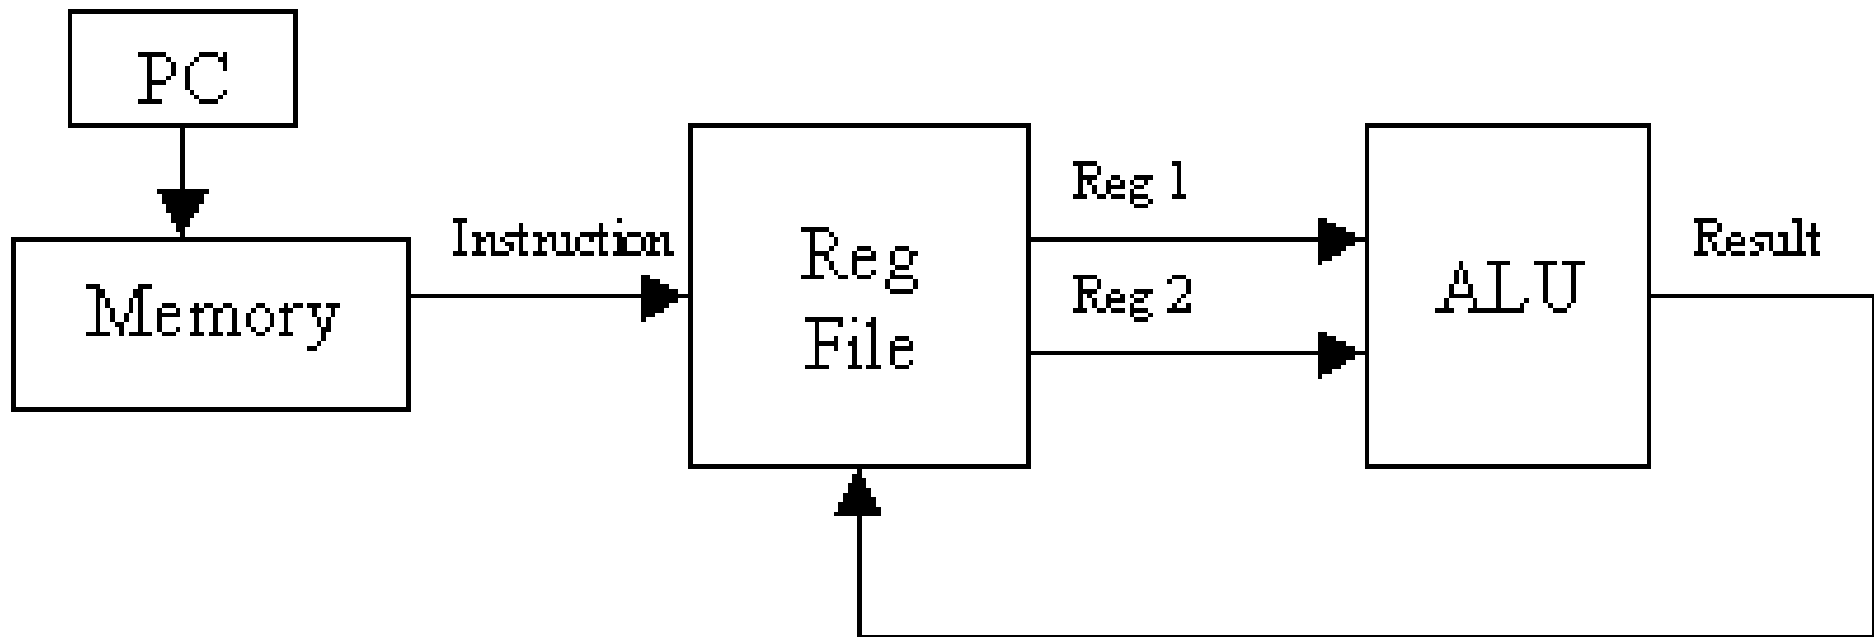 PC
Memory
Instruction
Reg
File
Reg 1
Reg 2
ALU
Result